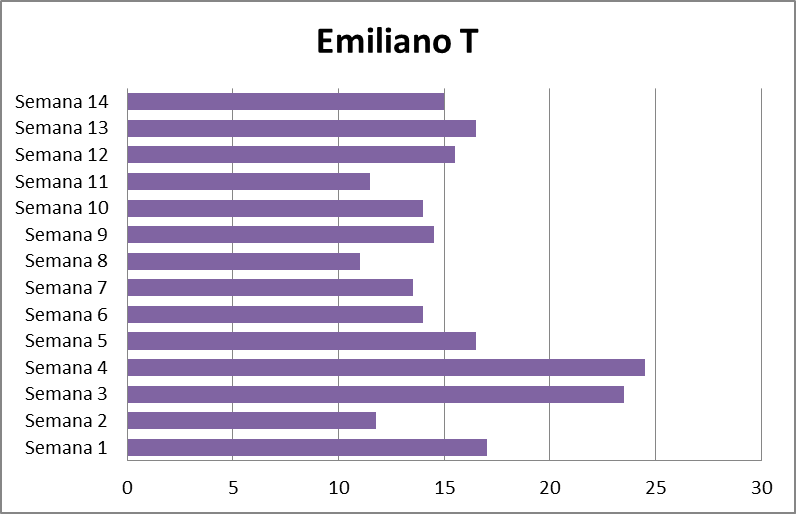 Emiliano T
Semana 14
Semana 13
Semana 12
Semana 11
Semana 10
Semana 9
Semana 8
Semana 7
Semana 6
Semana 5
Semana 4
Semana 3
Semana 2
Semana 1
0 5 10 15 20 25 30